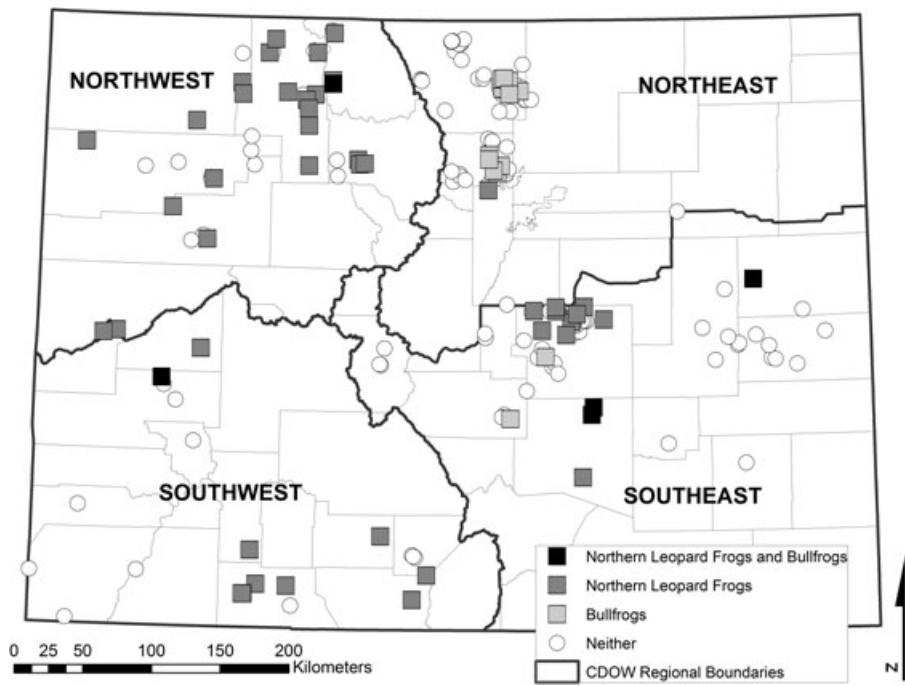 NORTHWEST
NORTHEAST
SOUTHWEST
SOUTHEAST
Northern Leopard Frogs and Bullfrogs
Northern Leopard Frogs
Bullfrogs
Neither
CDOW Regional Boundaries
0 25 50 100 150 200
Kilometers
N